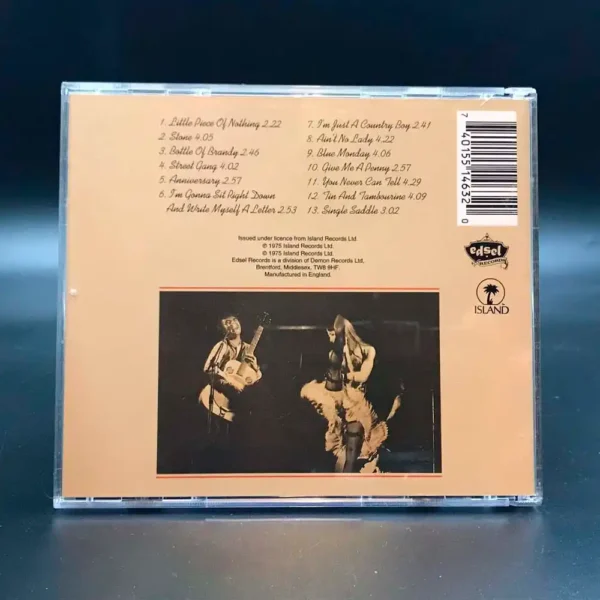 1. Little Piece Of Nothing 2.22
2. Stone 4.05
3. Bottle Of Brandy 2.46
4. Street Gang 4.02
5. Anniversary 2.57
6. I'm Gonna Sit Right Down
And Write Myself A Letter 2.53
7. I'm Just A Country Boy 2.41
8. Ain't No Lady 4.22
9. Blue Monday 4.06
10. Give Me A Penny 2.57
11. You Never Can Tell 4.29
12. Tin And Tambourine 4.09
13. Single Saddle 3.02
7 40155 14632 0
Issued under licence from Island Records Ltd.
℗ 1975 Island Records Ltd.
© 1975 Island Records Ltd.
Edsel Records is a division of Demon Records Ltd.
Brentford, Middlesex, TW8 9HF.
Manufactured in England.
edsel
RECORDS
ISLAND